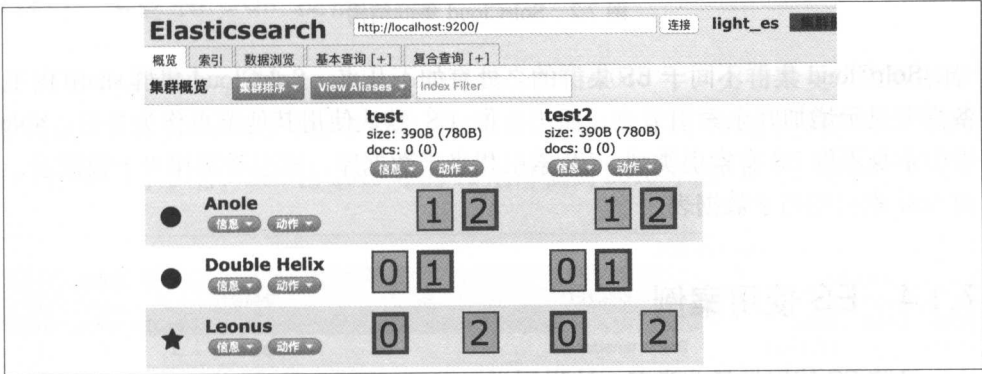 Elasticsearch http://localhost:9200/ 连接 light_es
概览 索引 数据浏览 基本查询 [+] 复合查询 [+]
集群概览 集群排序 View Aliases Index Filter
test test2
size: 390B (780B) size: 390B (780B)
docs: 0 (0) docs: 0 (0)
信息 动作 信息 动作
Anole 1 2 1 2
信息 动作
Double Helix 0 1 0 1
信息 动作
Leonus 0 2 0 2
信息 动作